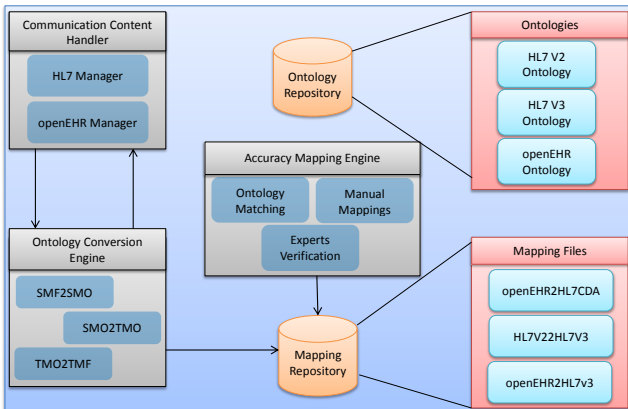 Communication Content
Handler
HL7 Manager
openEHR Manager
Ontology
Repository
Ontologies
HL7 V2
Ontology
HL7 V3
Ontology
openEHR
Ontology
Accuracy Mapping Engine
Ontology
Matching
Manual
Mappings
Experts
Verification
Ontology Conversion
Engine
SMF2SMO
SMO2TMO
TMO2TMF
Mapping
Repository
Mapping Files
openEHR2HL7CDA
HL7V22HL7V3
openEHR2HL7v3